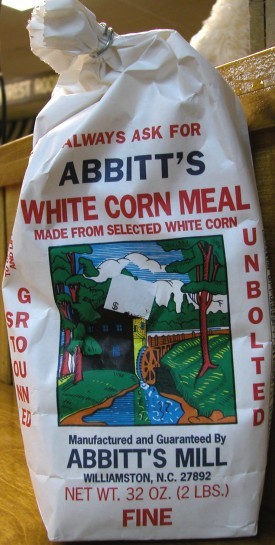 ALWAYS ASK FOR
ABBITT'S
WHITE CORN MEAL
MADE FROM SELECTED WHITE CORN
UNBOLTED
$
Manufactured and Guaranteed By
ABBITT'S MILL
WILLIAMSTON, N.C. 27892
NET WT. 32 OZ. (2 LBS.)
FINE